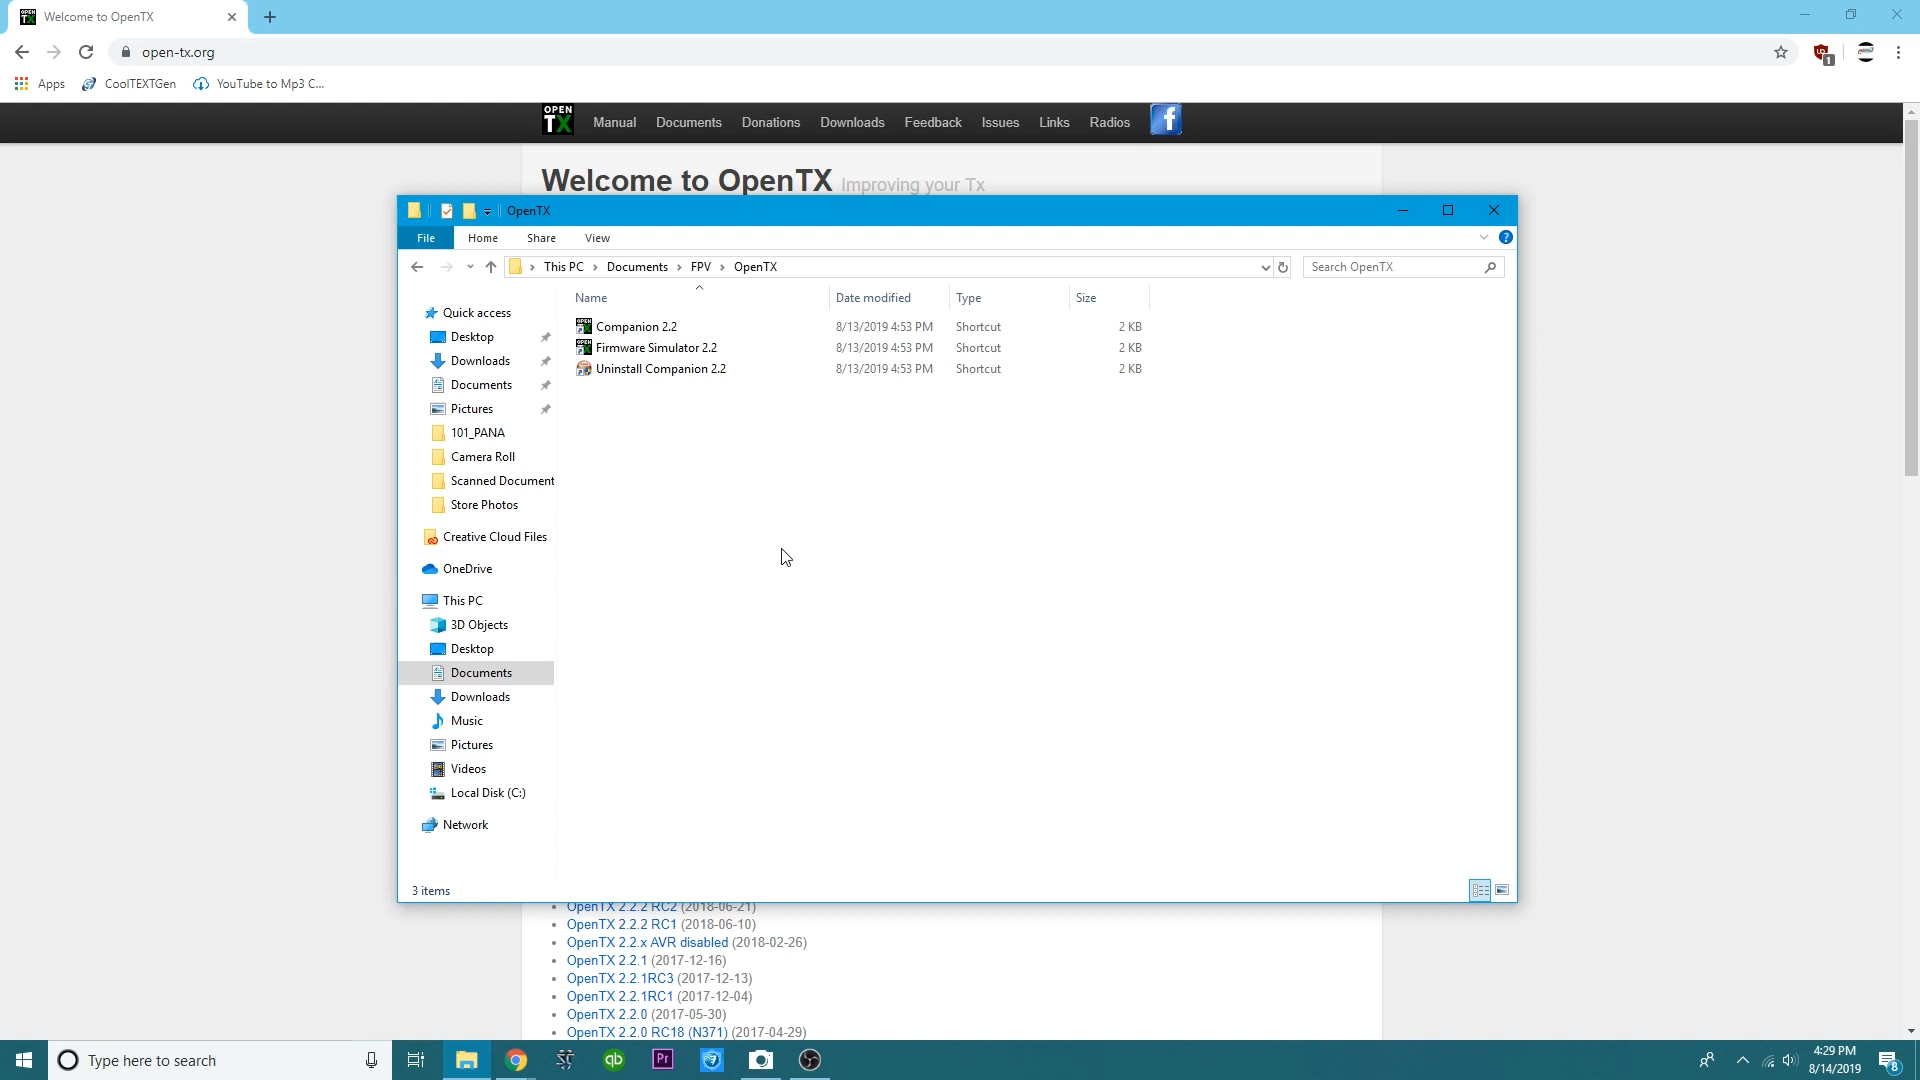 OPEN TX
Welcome to OpenTX
open-tx.org
1
Apps
CoolTEXTGen
YouTube to Mp3 C...
OPEN TX
Manual
Documents
Donations
Downloads
Feedback
Issues
Links
Radios
f
Welcome to OpenTX Improving your Tx
OpenTX
File
Home
Share
View
?
This PC
Documents
FPV
OpenTX
Search OpenTX
Name
Date modified
Type
Size
Companion 2.2 8/13/2019 4:53 PM Shortcut 2 KB
Firmware Simulator 2.2 8/13/2019 4:53 PM Shortcut 2 KB
Uninstall Companion 2.2 8/13/2019 4:53 PM Shortcut 2 KB
Quick access
Desktop
Downloads
Documents
Pictures
101_PANA
Camera Roll
Scanned Document
Store Photos
Creative Cloud Files
OneDrive
This PC
3D Objects
Desktop
Documents
Downloads
Music
Pictures
Videos
Local Disk (C:)
Network
3 items
OpenTX 2.2.2 RC2 (2018-06-21)
OpenTX 2.2.2 RC1 (2018-06-10)
OpenTX 2.2.x AVR disabled (2018-02-26)
OpenTX 2.2.1 (2017-12-16)
OpenTX 2.2.1RC3 (2017-12-13)
OpenTX 2.2.1RC1 (2017-12-04)
OpenTX 2.2.0 (2017-05-30)
OpenTX 2.2.0 RC18 (N371) (2017-04-29)
Type here to search
qb
Pr
4:29 PM
8/14/2019
8